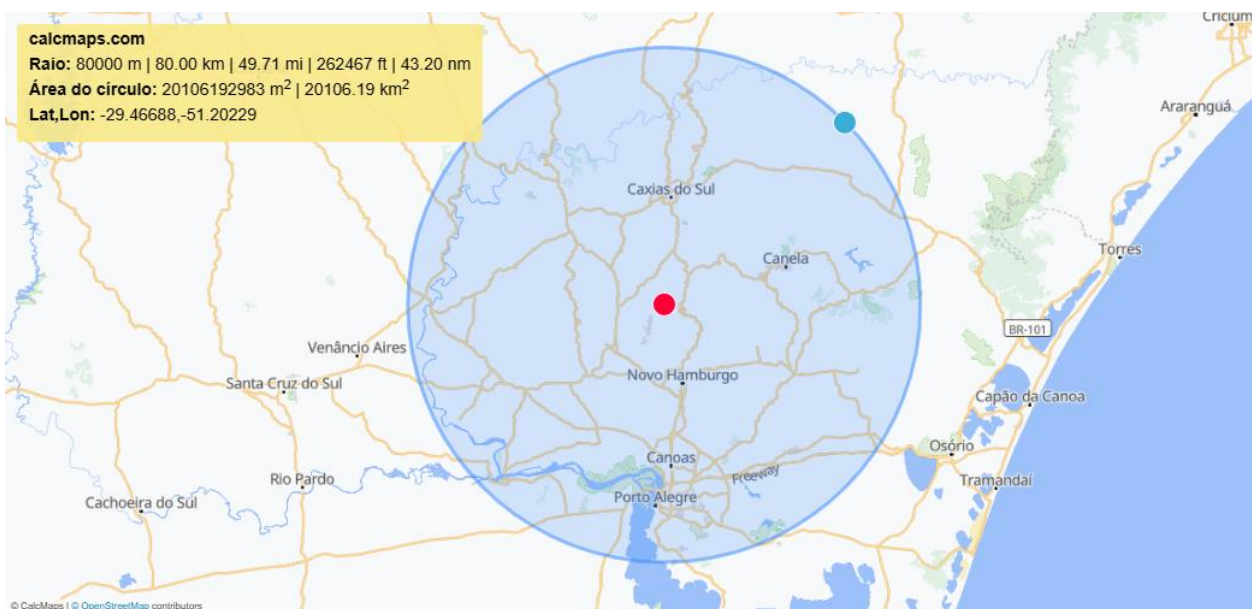 calcmaps.com
Raio: 80000 m | 80.00 km | 49.71 mi | 262467 ft | 43.20 nm
Área do círculo: 20106192983 m² | 20106.19 km²
Lat,Lon: -29.46688,-51.20229
Araranguá
Caxias do Sul
Torres
Canela
BR-101
Venâncio Aires
Novo Hamburgo
Santa Cruz do Sul
Capão da Canoa
Osório
Canoas
Freeway
Rio Pardo
Tramandaí
Porto Alegre
Cachoeira do Sul
© CalcMaps | © OpenStreetMap contributors